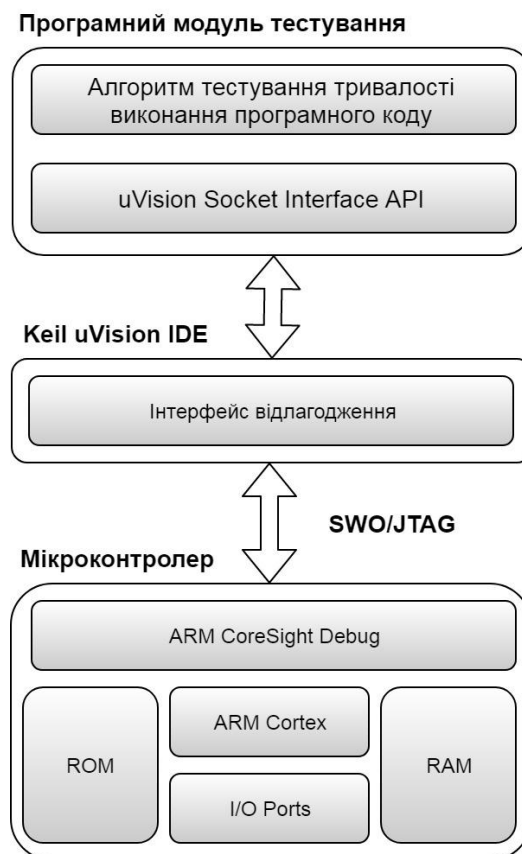 Програмний модуль тестування
Алгоритм тестування тривалості
виконання програмного коду
uVision Socket Interface API
Keil uVision IDE
Інтерфейс відлагодження
SWO/JTAG
Мікроконтролер
ARM CoreSight Debug
ROM
ARM Cortex
RAM
I/O Ports